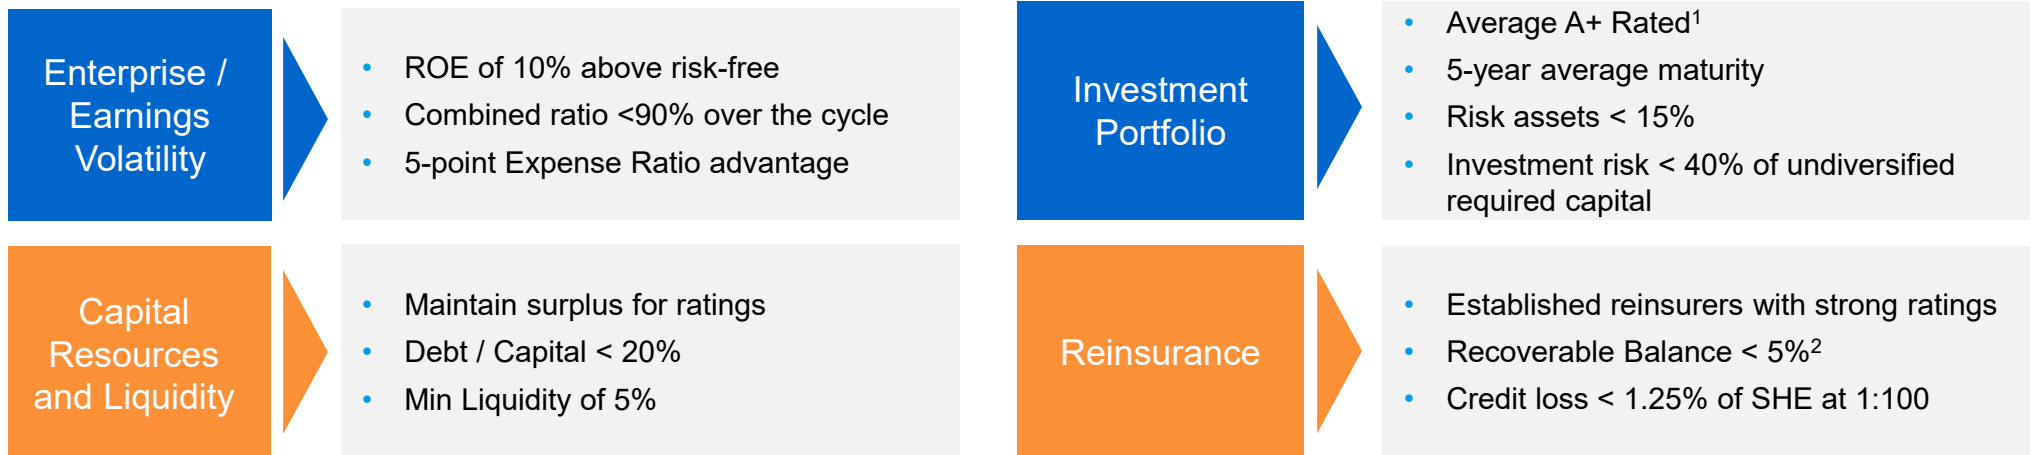 Enterprise /
Earnings
Volatility
• ROE of 10% above risk-free
• Combined ratio <90% over the cycle
• 5-point Expense Ratio advantage
Investment
Portfolio
• Average A+ Rated¹
• 5-year average maturity
• Risk assets < 15%
• Investment risk < 40% of undiversified
required capital
Capital
Resources
and Liquidity
• Maintain surplus for ratings
• Debt / Capital < 20%
• Min Liquidity of 5%
Reinsurance
• Established reinsurers with strong ratings
• Recoverable Balance < 5%²
• Credit loss < 1.25% of SHE at 1:100